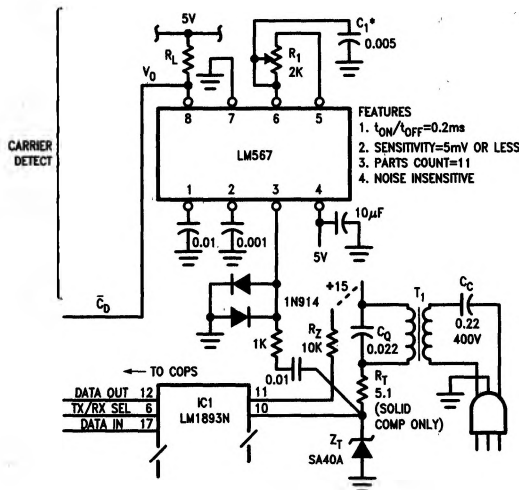 5V
C1*
0.005
RL
R1
2K
VO
8 7 6 5
CARRIER
DETECT
LM567
FEATURES
1. tON/tOFF=0.2ms
2. SENSITIVITY=5mV OR LESS
3. PARTS COUNT=11
4. NOISE INSENSITIVE
1 2 3 4
10µF
0.01
0.001
5V
C̄D
1N914
+15
T1
CC
0.22
400V
RZ
10K
CQ
0.022
1K
0.01
RT
5.1
(SOLID
COMP ONLY)
← TO COPS
DATA OUT 12
TX/RX SEL 6
DATA IN 17
IC1
LM1893N
11
10
ZT
SA40A